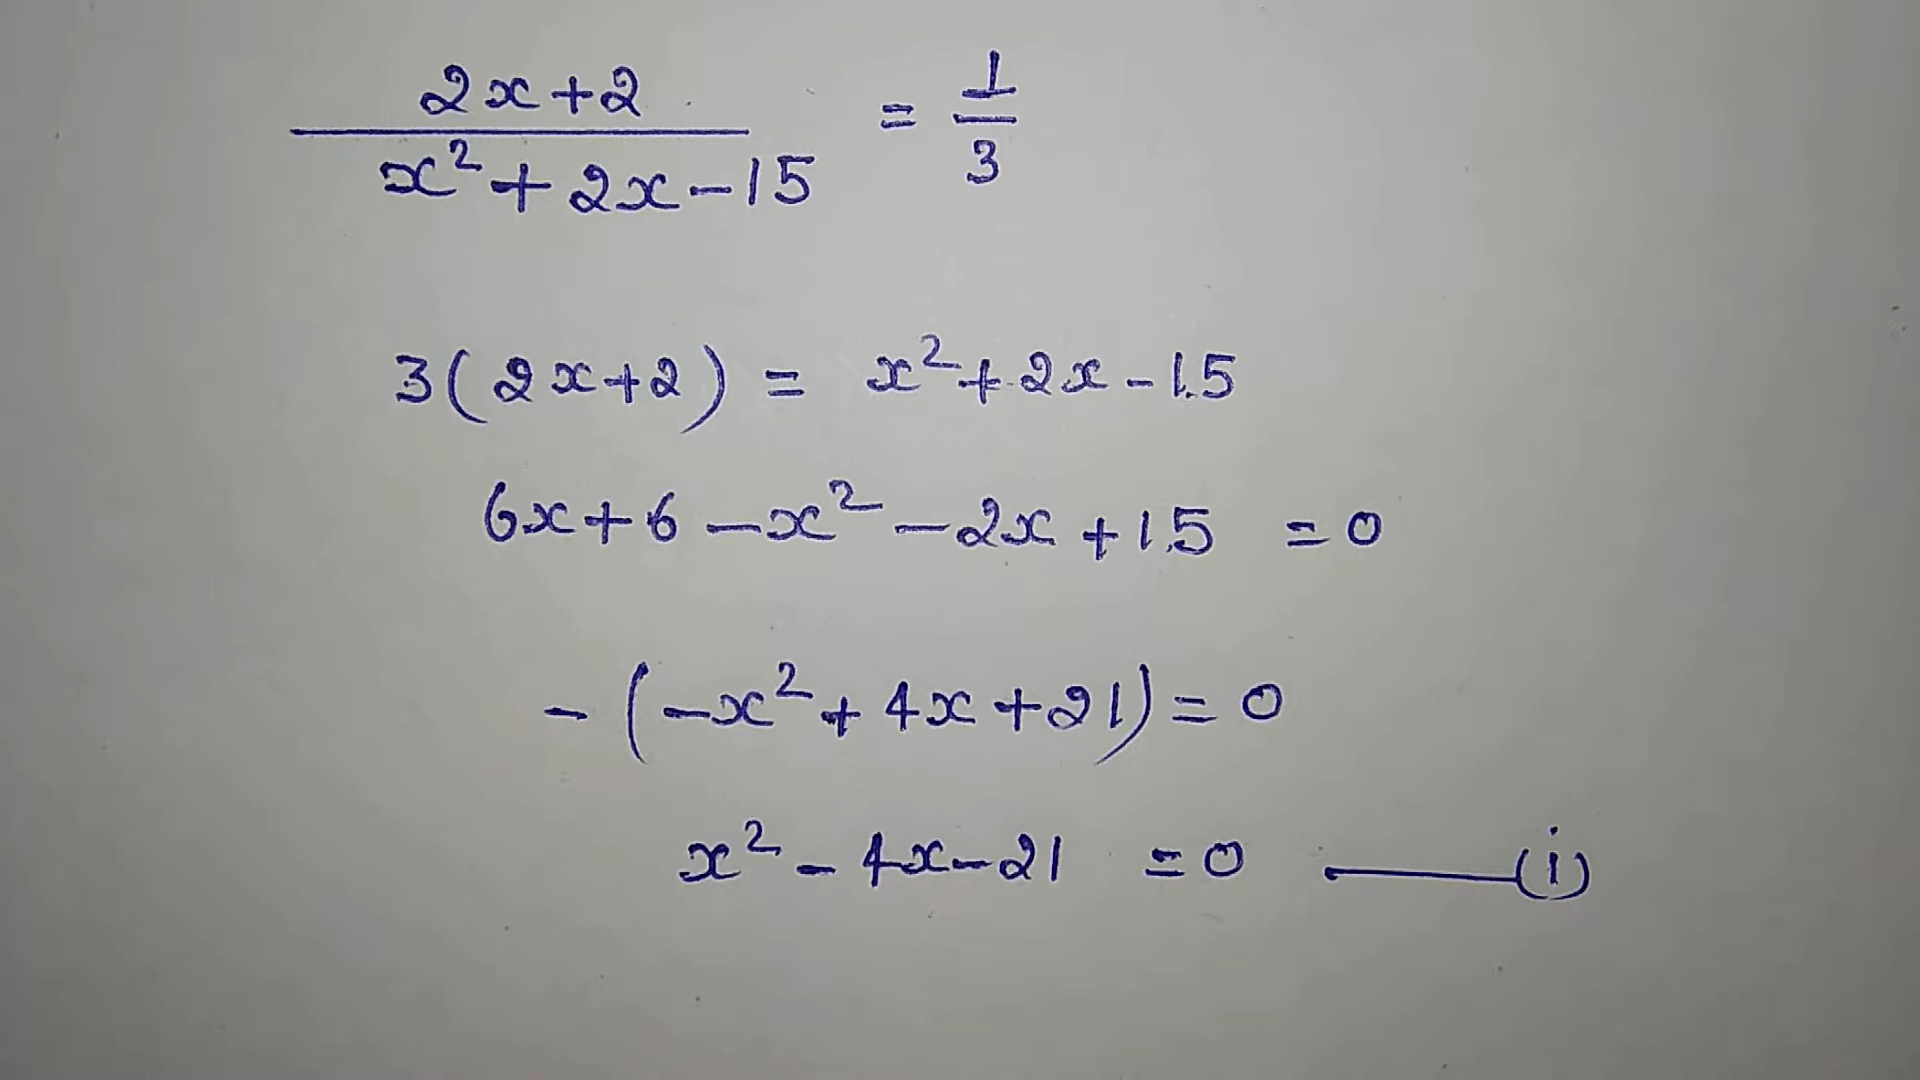 (2x+2)/(x²+2x-15) = 1/3
3(2x+2) = x²+2x-15
6x+6-x²-2x+15 =0
-(-x²+4x+21)=0
x²-4x-21 =0 ——(i)